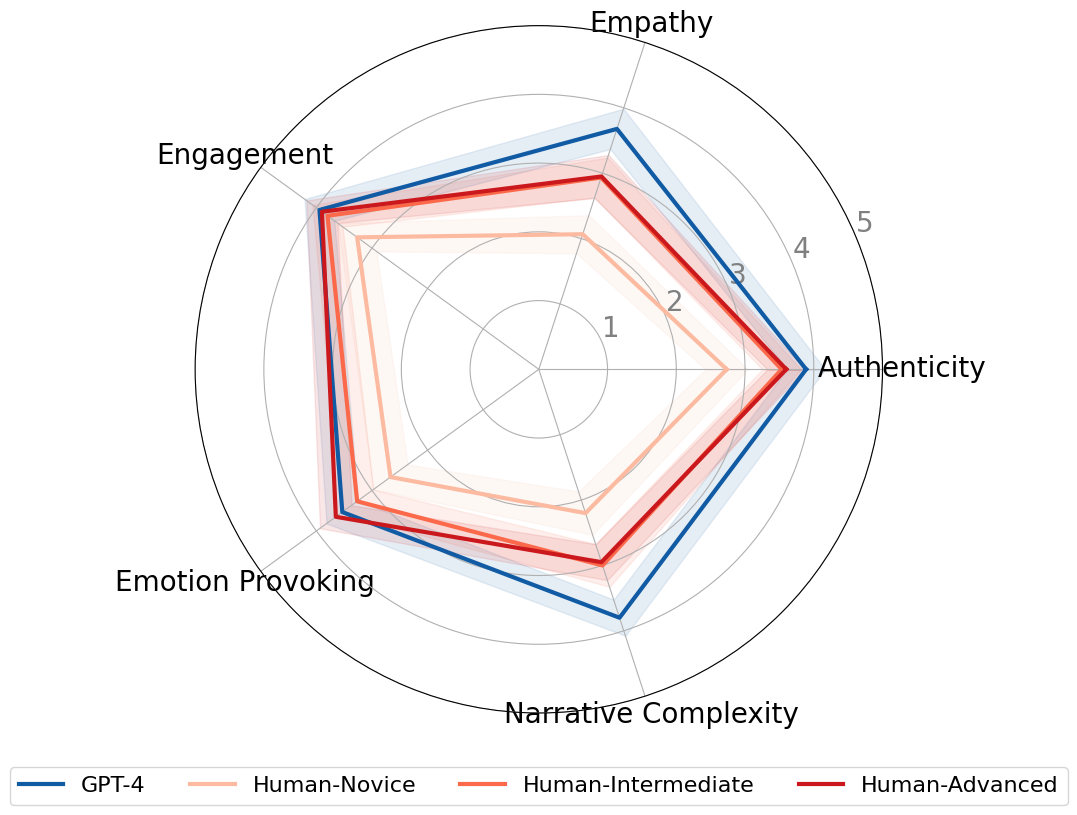 Empathy
Engagement
5
4
3
2
1
Authenticity
Emotion Provoking
Narrative Complexity
GPT-4
Human-Novice
Human-Intermediate
Human-Advanced